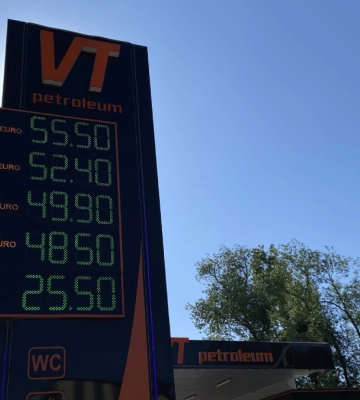 VT
petroleum
EURO 55.50
EURO 52.40
EURO 49.90
EURO 48 50
25.50
WC
T petroleum